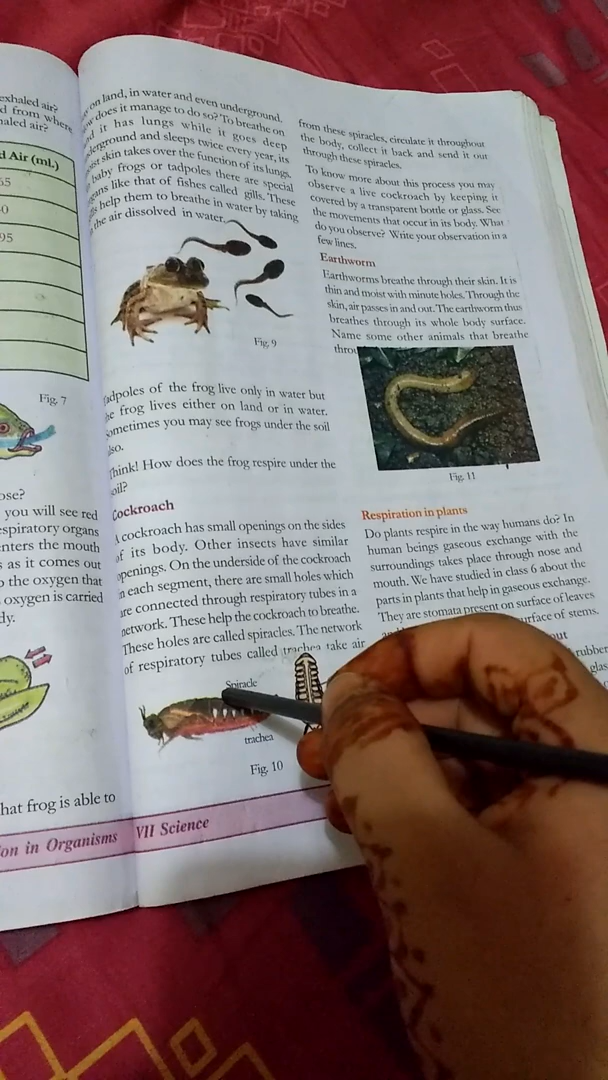 exhaled air?
d from where
haled air?
d Air (ml.)
65
0
95
Fig. 7
ose?
you will see red
espiratory organs
enters the mouth
s as it comes out
o the oxygen that
oxygen is carried
dy.
hat frog is able to
on in Organisms
on land, in water and even underground.
ow does it manage to do so? To breathe on
it has lungs while it goes deep
derground and sleeps twice every year, its
skin takes over the function of its lungs.
baby frogs or tadpoles there are special
gans like that of fishes called gills. These
help them to breathe in water by taking
the air dissolved in water.
Fig. 9
adpoles of the frog live only in water but
he frog lives either on land or in water.
ometimes you may see frogs under the soil
lso.
Think! How does the frog respire under the
oil?
Cockroach
A cockroach has small openings on the sides
of its body. Other insects have similar
openings. On the underside of the cockroach
n each segment, there are small holes which
are connected through respiratory tubes in a
network. These help the cockroach to breathe.
These holes are called spiracles. The network
of respiratory tubes called trachea take air
Spiracle
trachea
Fig. 10
VII Science
from these spiracles, circulate it throughout
the body, collect it back and send it out
through these spiracles.
To know more about this process you may
observe a live cockroach by keeping it
covered by a transparent bottle or glass. See
the movements that occur in its body. What
do you observe? Write your observation in a
few lines.
Earthworm
Earthworms breathe through their skin. It is
thin and moist with minute holes. Through the
skin, air passes in and out. The earthworm thus
breathes through its whole body surface.
Name some other animals that breathe
throu
Fig. 11
Respiration in plants
Do plants respire in the way humans do? In
human beings gaseous exchange with the
surroundings takes place through nose and
mouth. We have studied in class 6 about the
parts in plants that help in gaseous exchange.
They are stomata present on surface of leaves
urface of stems.
out
rubber
glas